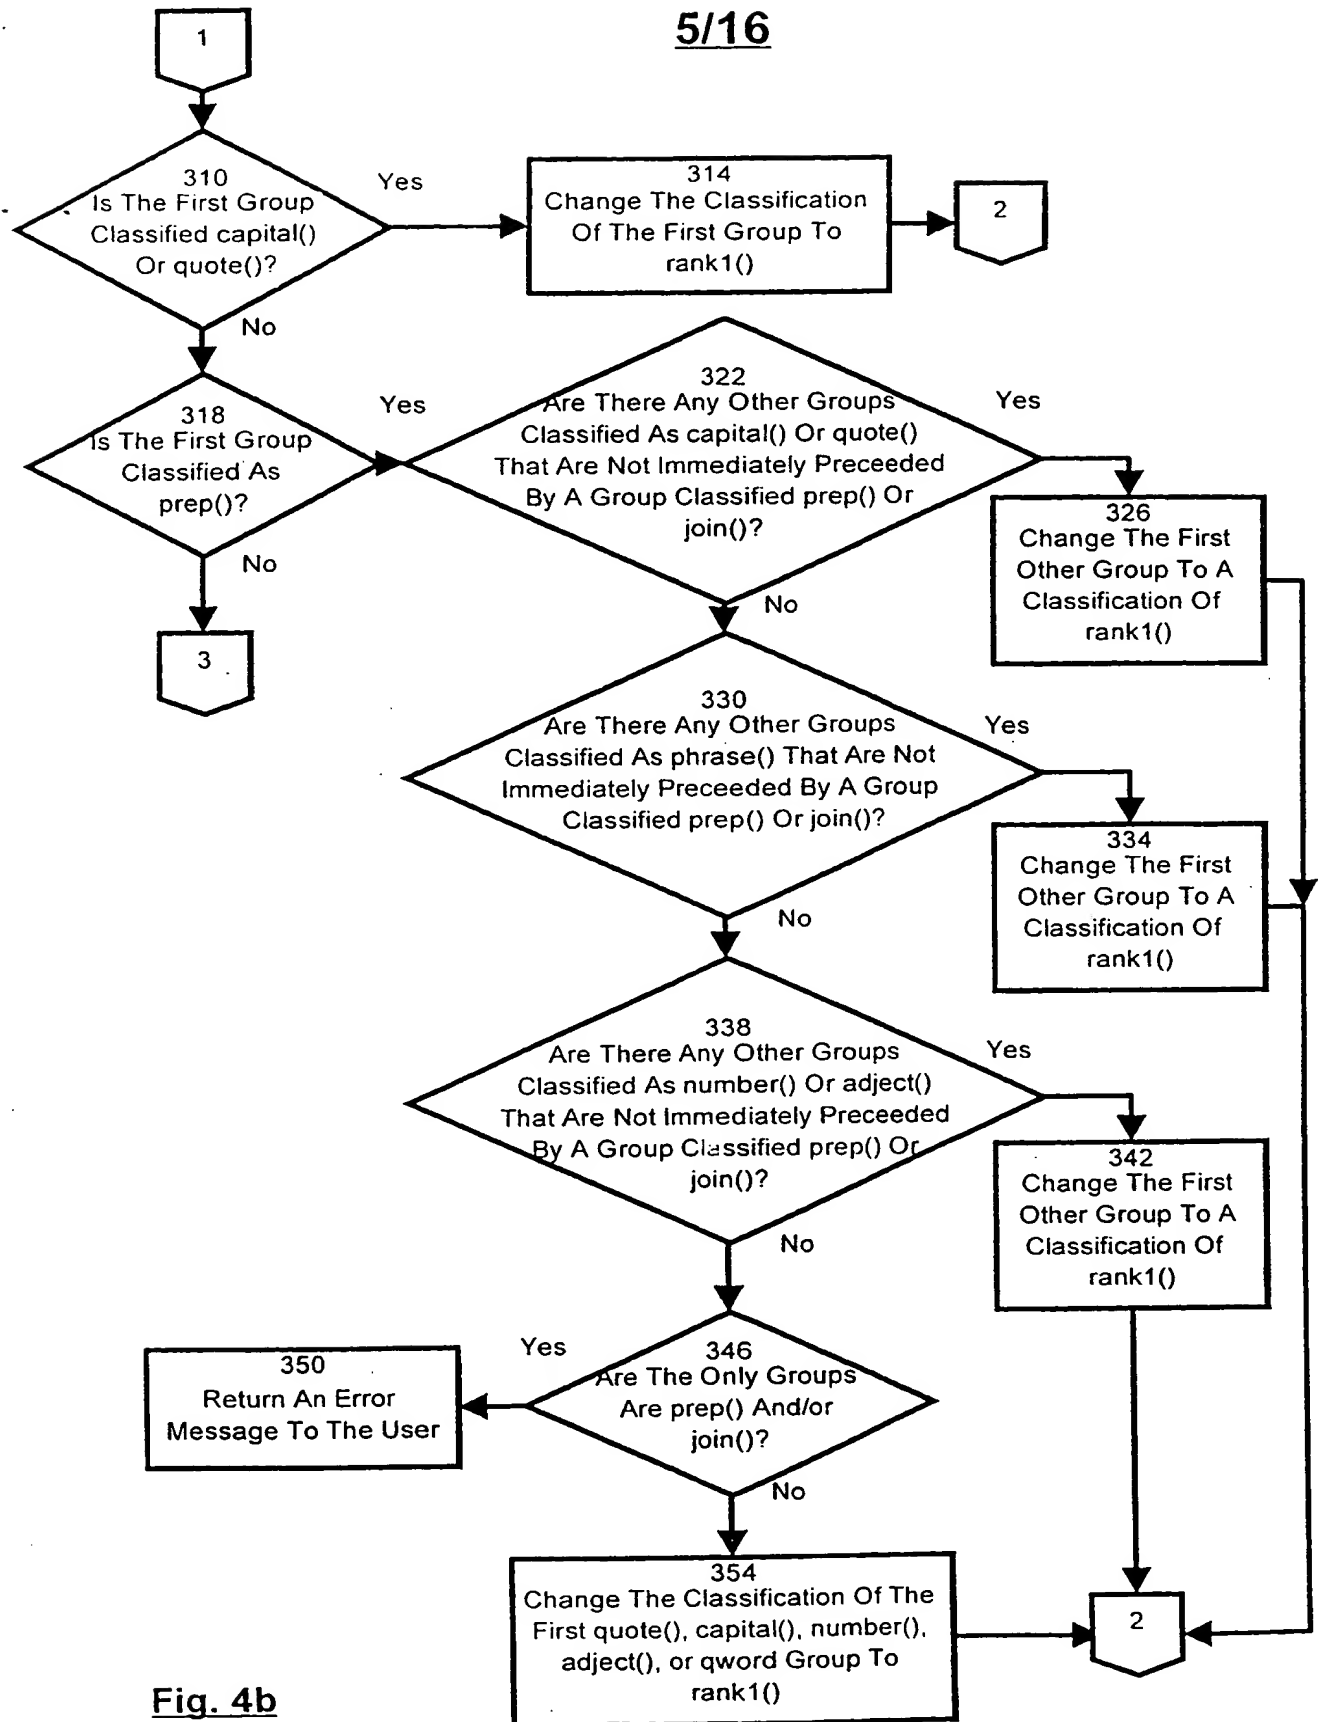 5/16
1
310
Is The First Group
Classified capital()
Or quote()?
Yes
314
Change The Classification
Of The First Group To
rank1()
2
No
318
Is The First Group
Classified As
prep()?
Yes
322
Are There Any Other Groups
Classified As capital() Or quote()
That Are Not Immediately Preceeded
By A Group Classified prep() Or
join()?
Yes
326
Change The First
Other Group To A
Classification Of
rank1()
No
3
No
330
Are There Any Other Groups
Classified As phrase() That Are Not
Immediately Preceeded By A Group
Classified prep() Or join()?
Yes
334
Change The First
Other Group To A
Classification Of
rank1()
No
338
Are There Any Other Groups
Classified As number() Or adject()
That Are Not Immediately Preceeded
By A Group Classified prep() Or
join()?
Yes
342
Change The First
Other Group To A
Classification Of
rank1()
No
346
Are The Only Groups
Are prep() And/or
join()?
Yes
350
Return An Error
Message To The User
No
354
Change The Classification Of The
First quote(), capital(), number(),
adject(), or qword Group To
rank1()
2
Fig. 4b